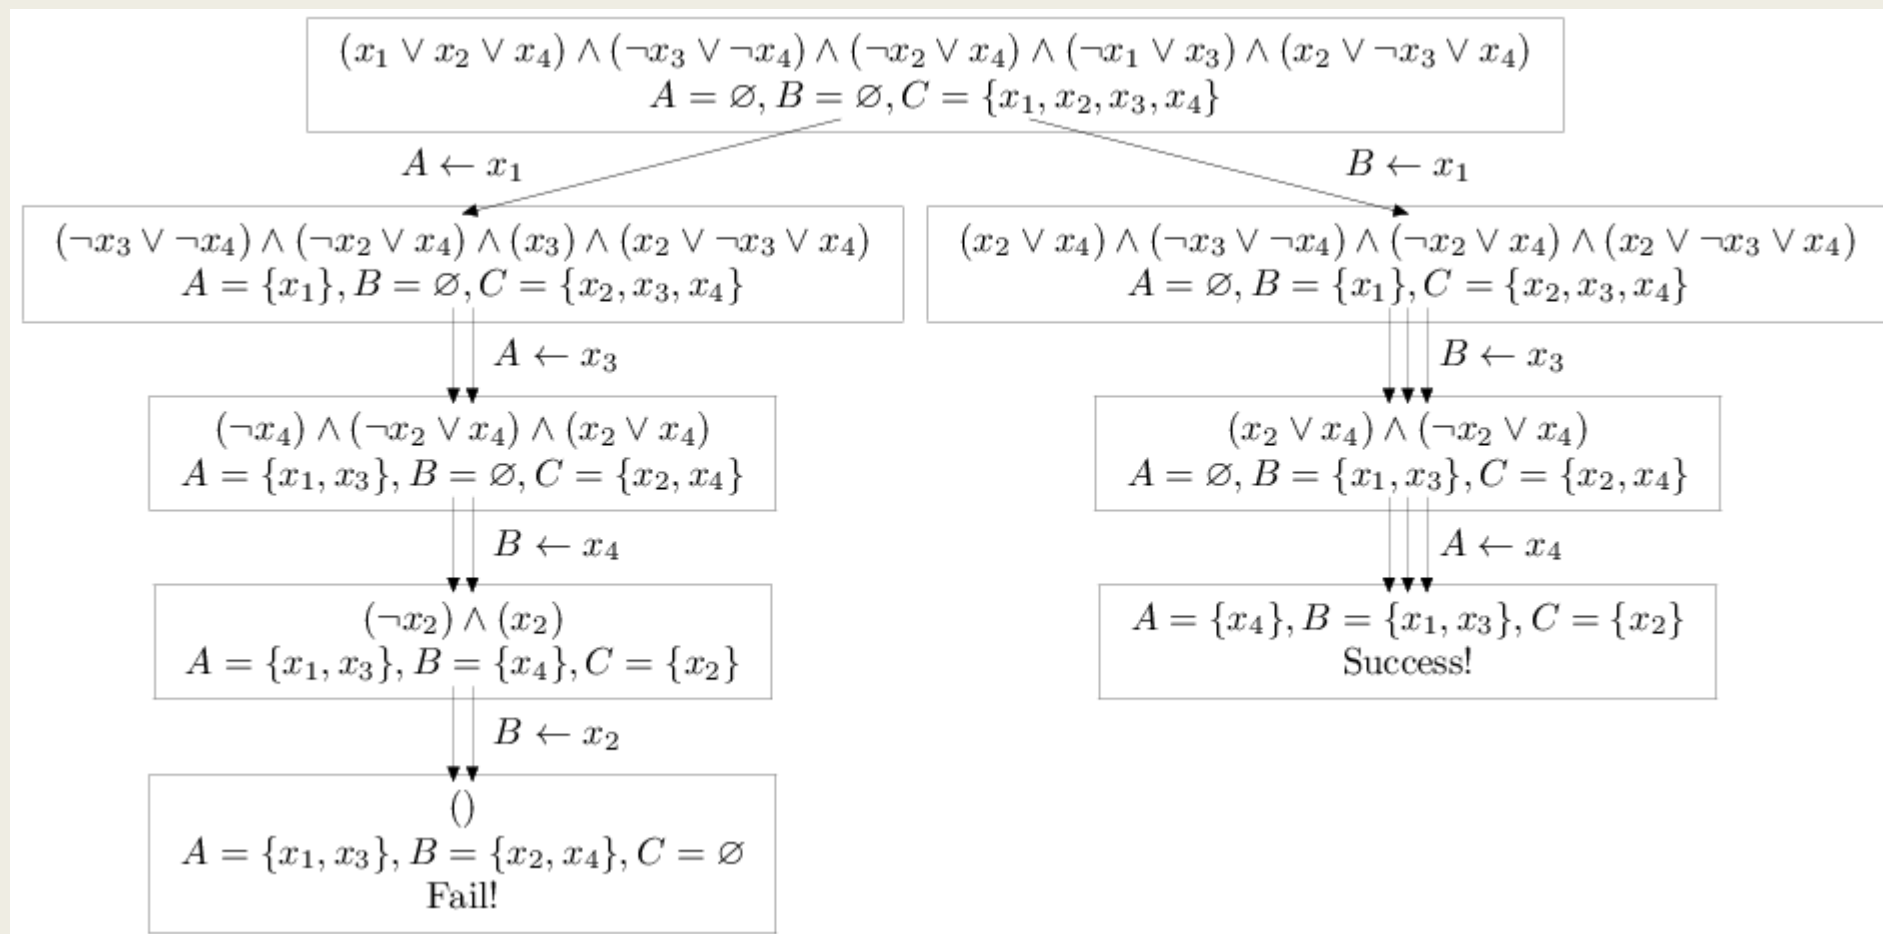 (x₁ ∨ x₂ ∨ x₄) ∧ (¬x₃ ∨ ¬x₄) ∧ (¬x₂ ∨ x₄) ∧ (¬x₁ ∨ x₃) ∧ (x₂ ∨ ¬x₃ ∨ x₄)
A = ∅, B = ∅, C = {x₁, x₂, x₃, x₄}
A ← x₁
B ← x₁
(¬x₃ ∨ ¬x₄) ∧ (¬x₂ ∨ x₄) ∧ (x₃) ∧ (x₂ ∨ ¬x₃ ∨ x₄)
A = {x₁}, B = ∅, C = {x₂, x₃, x₄}
(x₂ ∨ x₄) ∧ (¬x₃ ∨ ¬x₄) ∧ (¬x₂ ∨ x₄) ∧ (x₂ ∨ ¬x₃ ∨ x₄)
A = ∅, B = {x₁}, C = {x₂, x₃, x₄}
A ← x₃
B ← x₃
(¬x₄) ∧ (¬x₂ ∨ x₄) ∧ (x₂ ∨ x₄)
A = {x₁, x₃}, B = ∅, C = {x₂, x₄}
(x₂ ∨ x₄) ∧ (¬x₂ ∨ x₄)
A = ∅, B = {x₁, x₃}, C = {x₂, x₄}
B ← x₄
A ← x₄
(¬x₂) ∧ (x₂)
A = {x₁, x₃}, B = {x₄}, C = {x₂}
A = {x₄}, B = {x₁, x₃}, C = {x₂}
Success!
B ← x₂
()
A = {x₁, x₃}, B = {x₂, x₄}, C = ∅
Fail!